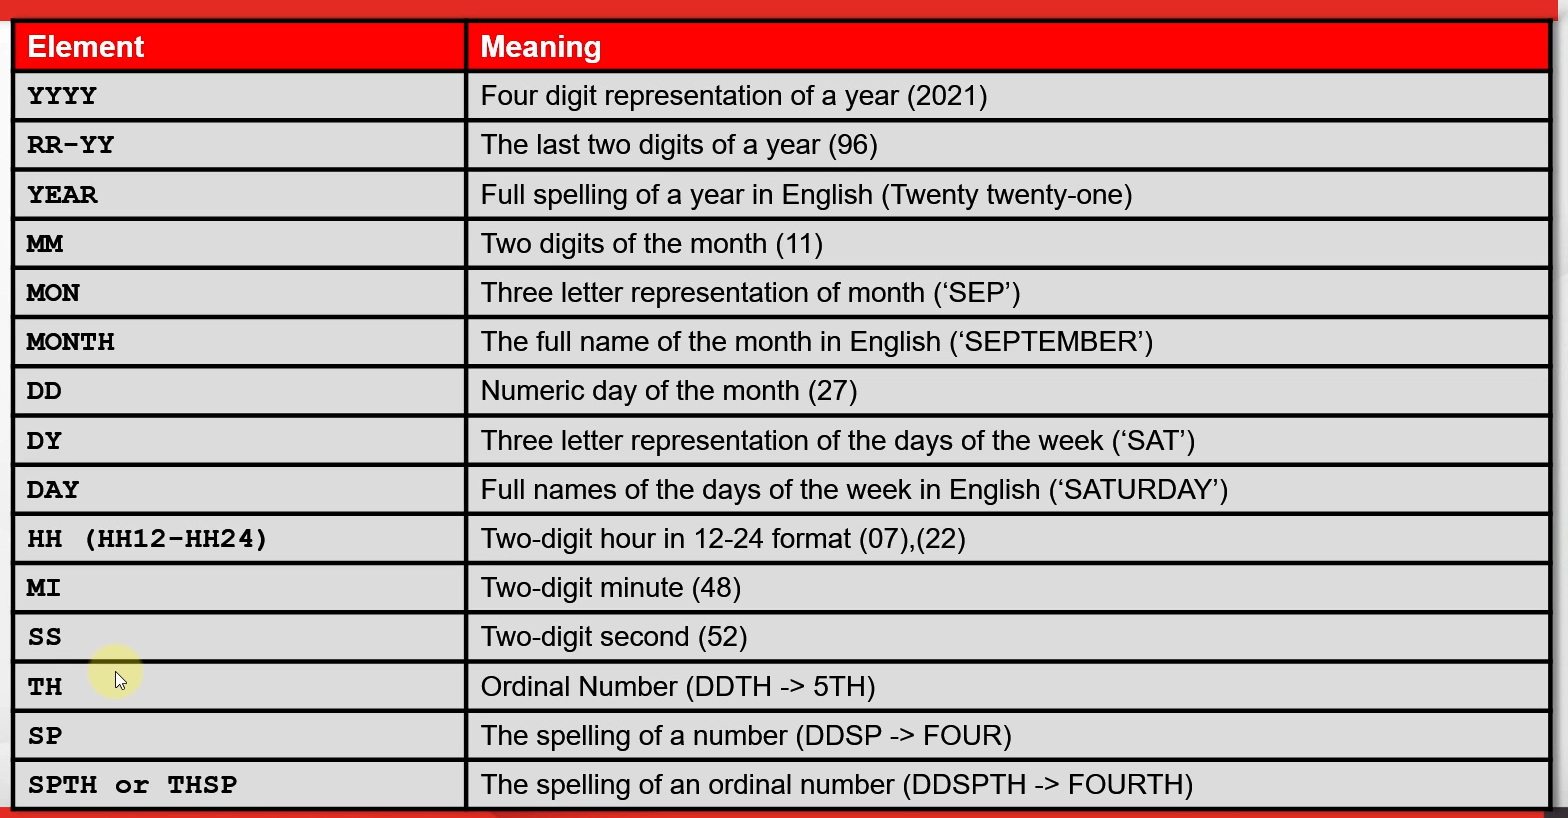 Element Meaning
YYYY Four digit representation of a year (2021)
RR-YY The last two digits of a year (96)
YEAR Full spelling of a year in English (Twenty twenty-one)
MM Two digits of the month (11)
MON Three letter representation of month (‘SEP’)
MONTH The full name of the month in English (‘SEPTEMBER’)
DD Numeric day of the month (27)
DY Three letter representation of the days of the week (‘SAT’)
DAY Full names of the days of the week in English (‘SATURDAY’)
HH (HH12-HH24) Two-digit hour in 12-24 format (07),(22)
MI Two-digit minute (48)
SS Two-digit second (52)
TH Ordinal Number (DDTH -> 5TH)
SP The spelling of a number (DDSP -> FOUR)
SPTH or THSP The spelling of an ordinal number (DDSPTH -> FOURTH)